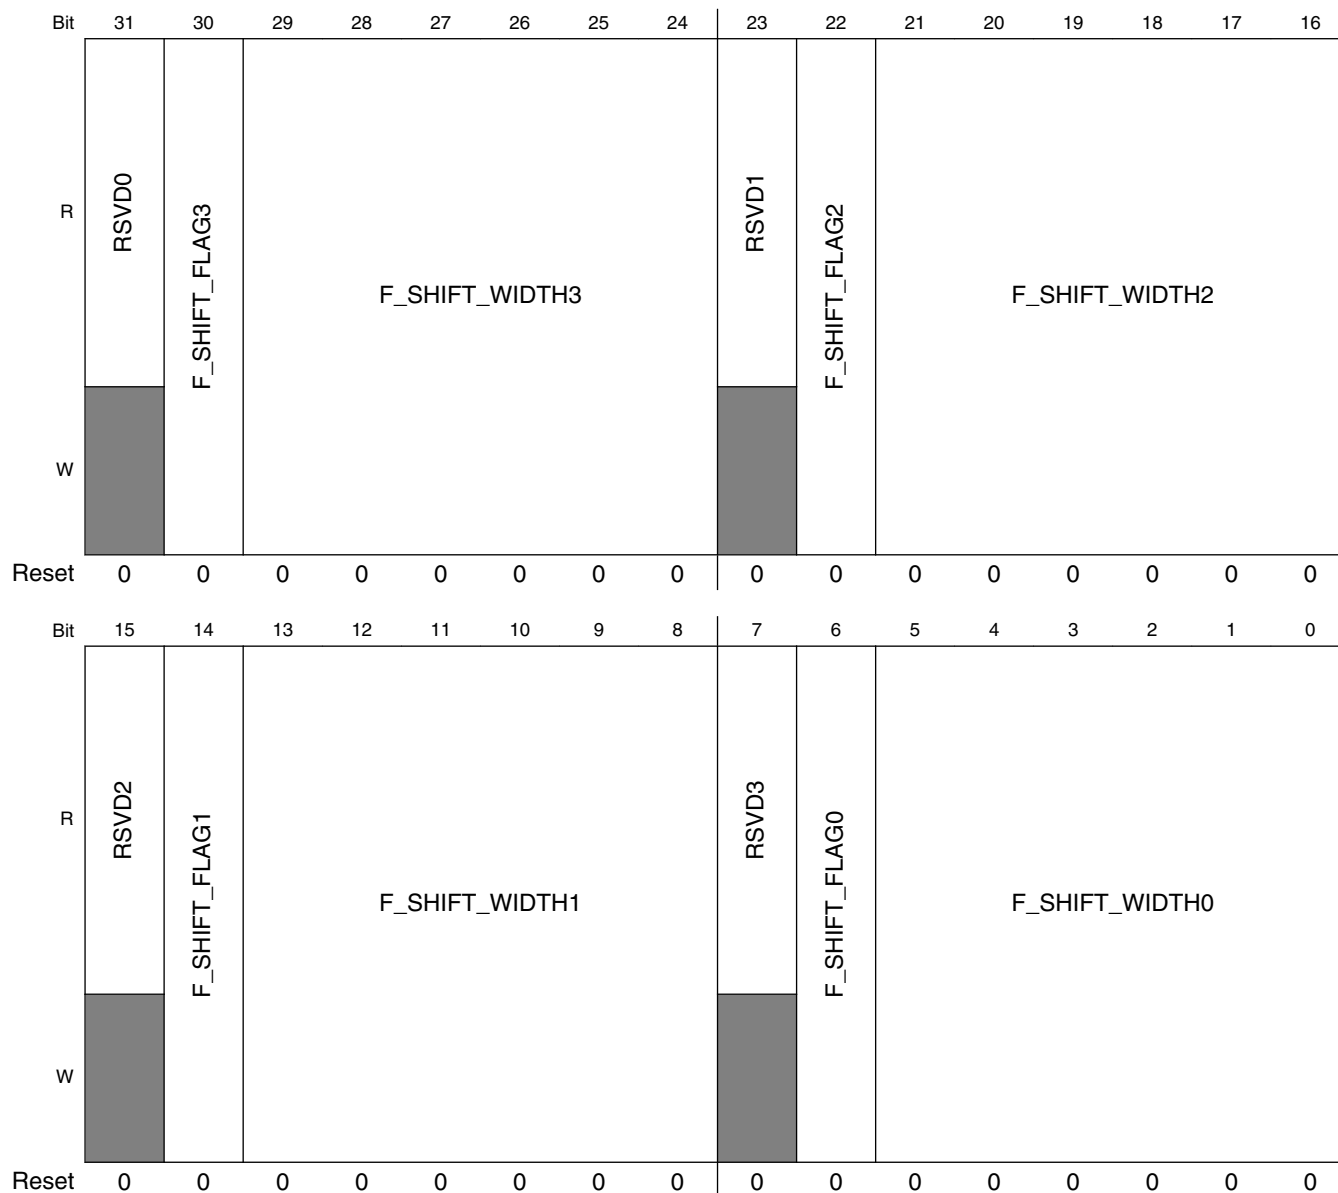 Bit 31 30 29 28 27 26 25 24 23 22 21 20 19 18 17 16
R RSVD0 F_SHIFT_FLAG3 F_SHIFT_WIDTH3 RSVD1 F_SHIFT_FLAG2 F_SHIFT_WIDTH2
W
Reset 0 0 0 0 0 0 0 0 0 0 0 0 0 0 0 0
Bit 15 14 13 12 11 10 9 8 7 6 5 4 3 2 1 0
R RSVD2 F_SHIFT_FLAG1 F_SHIFT_WIDTH1 RSVD3 F_SHIFT_FLAG0 F_SHIFT_WIDTH0
W
Reset 0 0 0 0 0 0 0 0 0 0 0 0 0 0 0 0